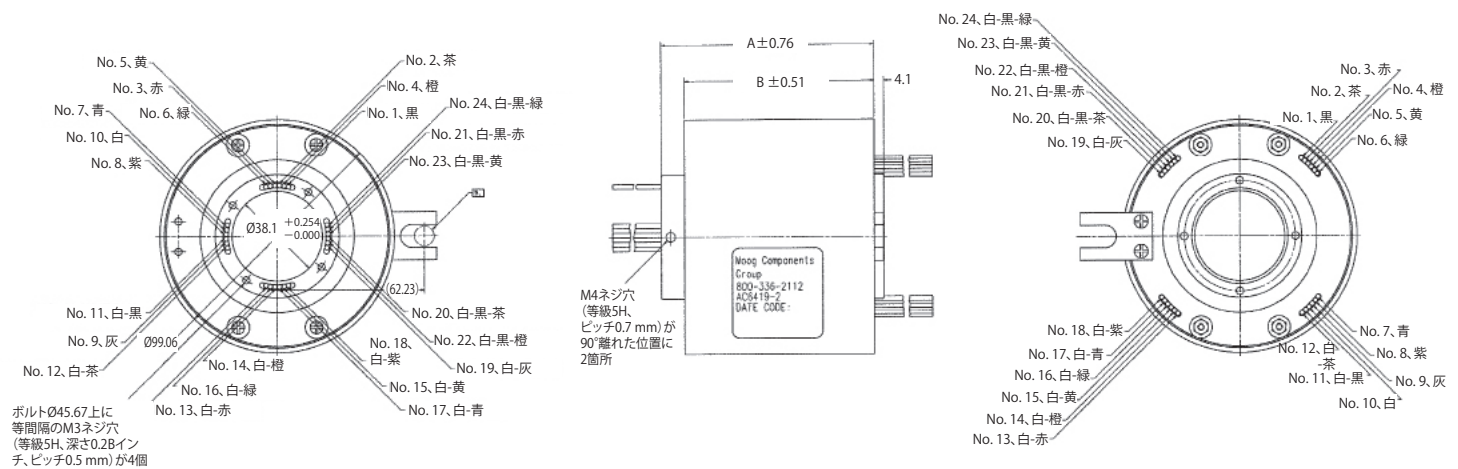 No. 5、黄
No. 3、赤
No. 7、青
No. 6、緑
No. 10、白
No. 8、紫
No. 2、茶
No. 4、橙
No. 1、黒
No. 24、白-黒-緑
No. 21、白-黒-赤
No. 23、白-黒-黄
Ø38.1 +0.254
−0.000
(62.23)
No. 11、白-黒
No. 9、灰
Ø99.06
No. 12、白-茶
No. 14、白-橙
No. 16、白-緑
No. 13、白-赤
No. 18、
白-紫
No. 20、白-黒-茶
No. 22、白-黒-橙
No. 19、白-灰
No. 15、白-黄
No. 17、白-青
ボルトØ45.67上に
等間隔のM3ネジ穴
（等級5H、深さ0.2Bイン
チ、ピッチ0.5 mm）が4個
A±0.76
B ±0.51
4.1
Moog Components
Group
800-336-2112
AC6419-2
DATE CODE:
M4ネジ穴
（等級5H、
ピッチ0.7 mm）が
90°離れた位置に
2箇所
No. 24、白-黒-緑
No. 23、白-黒-黄
No. 22、白-黒-橙
No. 21、白-黒-赤
No. 20、白-黒-茶
No. 19、白-灰
No. 3、赤
No. 2、茶
No. 4、橙
No. 1、黒
No. 5、黄
No. 6、緑
No. 18、白-紫
No. 17、白-青
No. 16、白-緑
No. 15、白-黄
No. 14、白-橙
No. 13、白-赤
No. 7、青
No. 12、白
-茶
No. 8、紫
No. 11、白-黒
No. 9、灰
No. 10、白